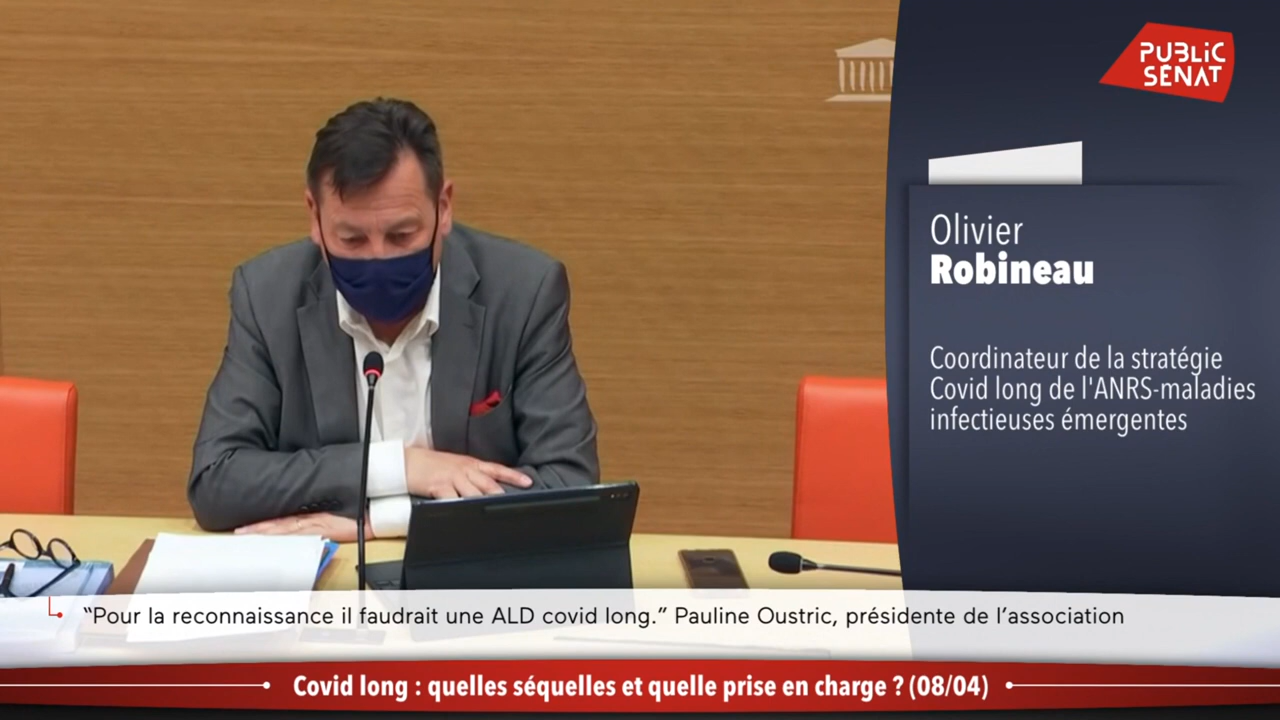 PUBLIC
SÉNAT
Olivier
Robineau
Coordinateur de la stratégie
Covid long de l'ANRS-maladies
infectieuses émergentes
“Pour la reconnaissance il faudrait une ALD covid long.” Pauline Oustric, présidente de l’association
Covid long : quelles séquelles et quelle prise en charge ? (08/04)